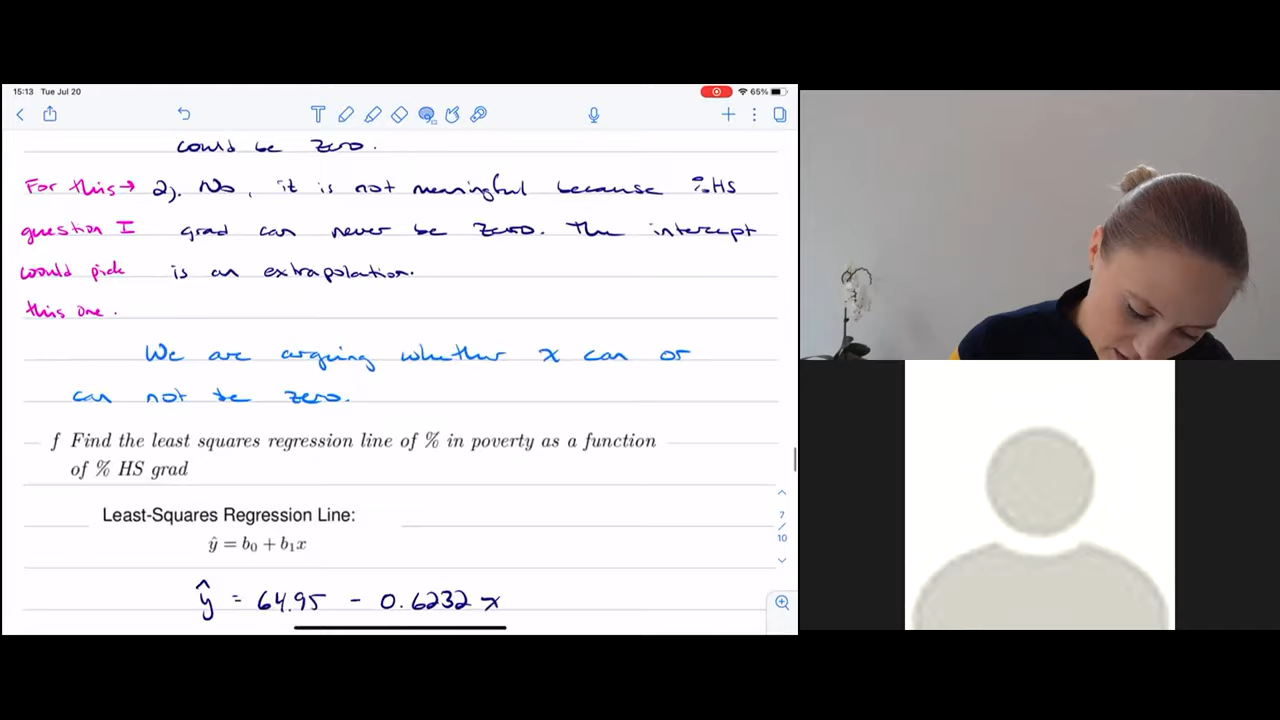 15:13 Tue Jul 20
65%
could be zero.
For this → 2). No, it is not meaningful because %HS
question I grad can never be zero. The intercept
would pick is an extrapolation.
this one.
We are arguing whether x can or
can not be zero.
f Find the least squares regression line of % in poverty as a function
of % HS grad
Least-Squares Regression Line:
ŷ = b₀ + b₁x
ŷ = 64.95 - 0.6232 x
7
/
10